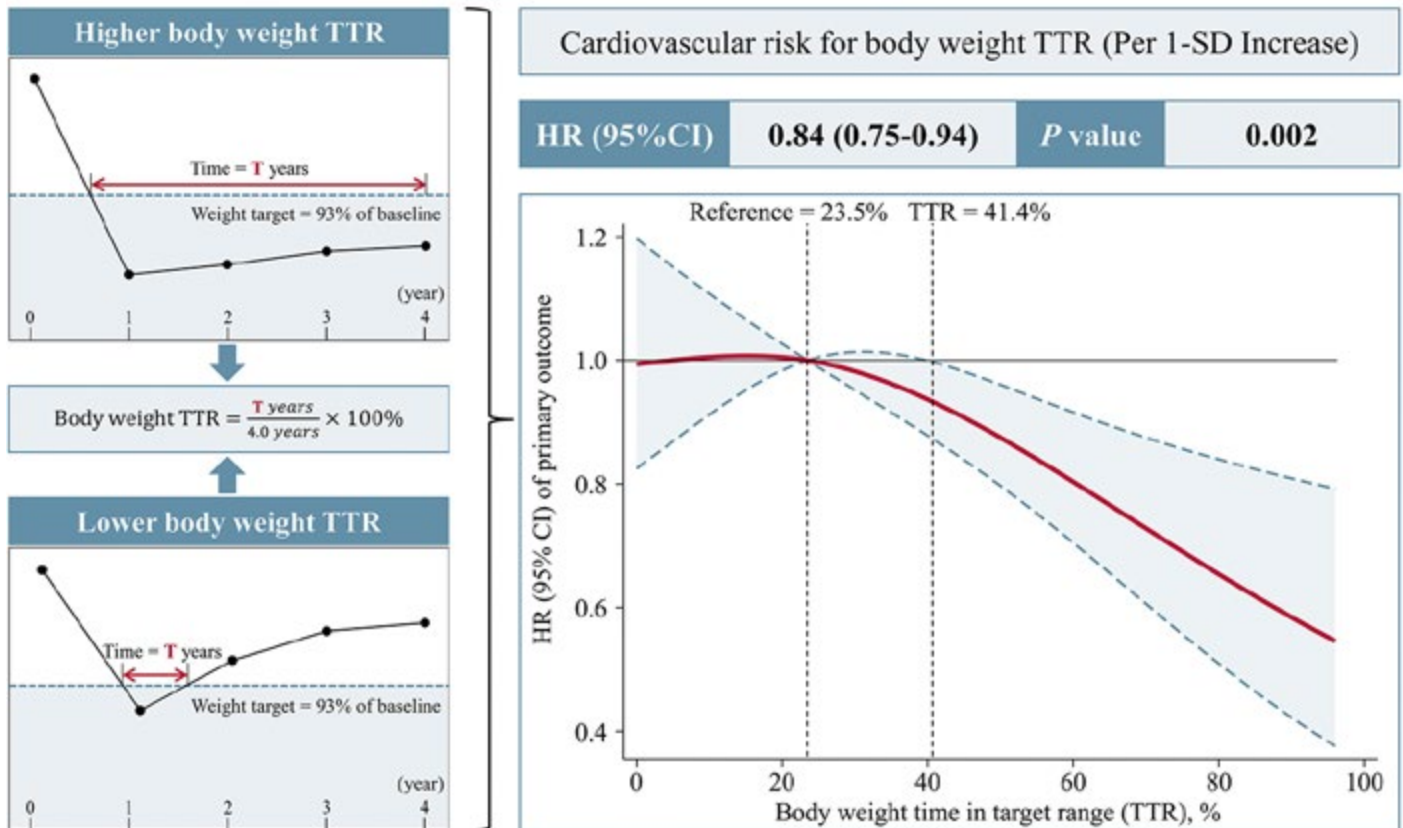 Higher body weight TTR
Time = T years
Weight target = 93% of baseline
(year)
0 1 2 3 4
Body weight TTR = T years / 4.0 years × 100%
Lower body weight TTR
Time = T years
Weight target = 93% of baseline
(year)
0 1 2 3 4
Cardiovascular risk for body weight TTR (Per 1-SD Increase)
HR (95%CI) 0.84 (0.75-0.94) P value 0.002
Reference = 23.5% TTR = 41.4%
HR (95% CI) of primary outcome
1.2
1.0
0.8
0.6
0.4
0 20 40 60 80 100
Body weight time in target range (TTR), %